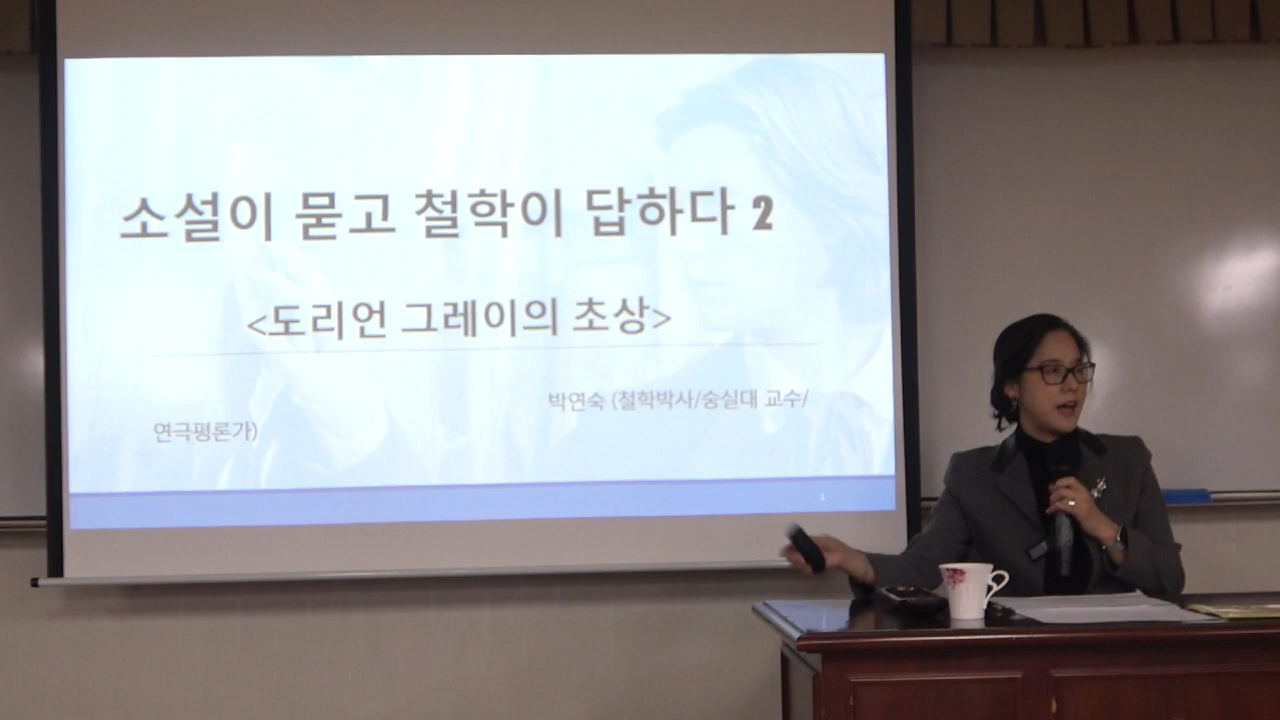 소설이 묻고 철학이 답하다 2
<도리언 그레이의 초상>
박연숙 (철학박사/숭실대 교수/
연극평론가)
1